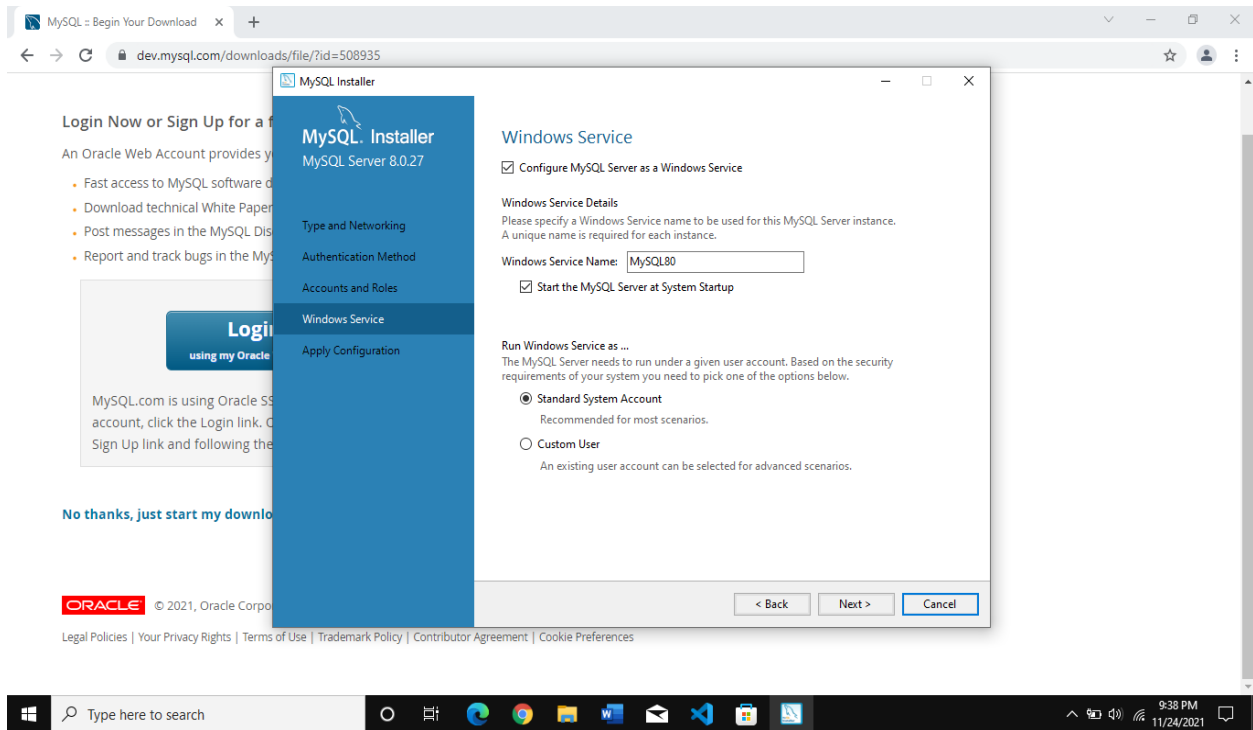 MySQL :: Begin Your Download
dev.mysql.com/downloads/file/?id=508935
Login Now or Sign Up for a f
An Oracle Web Account provides y
Fast access to MySQL software d
Download technical White Paper
Post messages in the MySQL Dis
Report and track bugs in the MyS
Logi
using my Oracle
MySQL.com is using Oracle SS
account, click the Login link. O
Sign Up link and following the
No thanks, just start my downlo
ORACLE © 2021, Oracle Corpo
Legal Policies | Your Privacy Rights | Terms of Use | Trademark Policy | Contributor Agreement | Cookie Preferences
MySQL Installer
MySQL. Installer
MySQL Server 8.0.27
Type and Networking
Authentication Method
Accounts and Roles
Windows Service
Apply Configuration
Windows Service
Configure MySQL Server as a Windows Service
Windows Service Details
Please specify a Windows Service name to be used for this MySQL Server instance.
A unique name is required for each instance.
Windows Service Name: MySQL80
Start the MySQL Server at System Startup
Run Windows Service as ...
The MySQL Server needs to run under a given user account. Based on the security
requirements of your system you need to pick one of the options below.
Standard System Account
Recommended for most scenarios.
Custom User
An existing user account can be selected for advanced scenarios.
< Back
Next >
Cancel
Type here to search
9:38 PM
11/24/2021